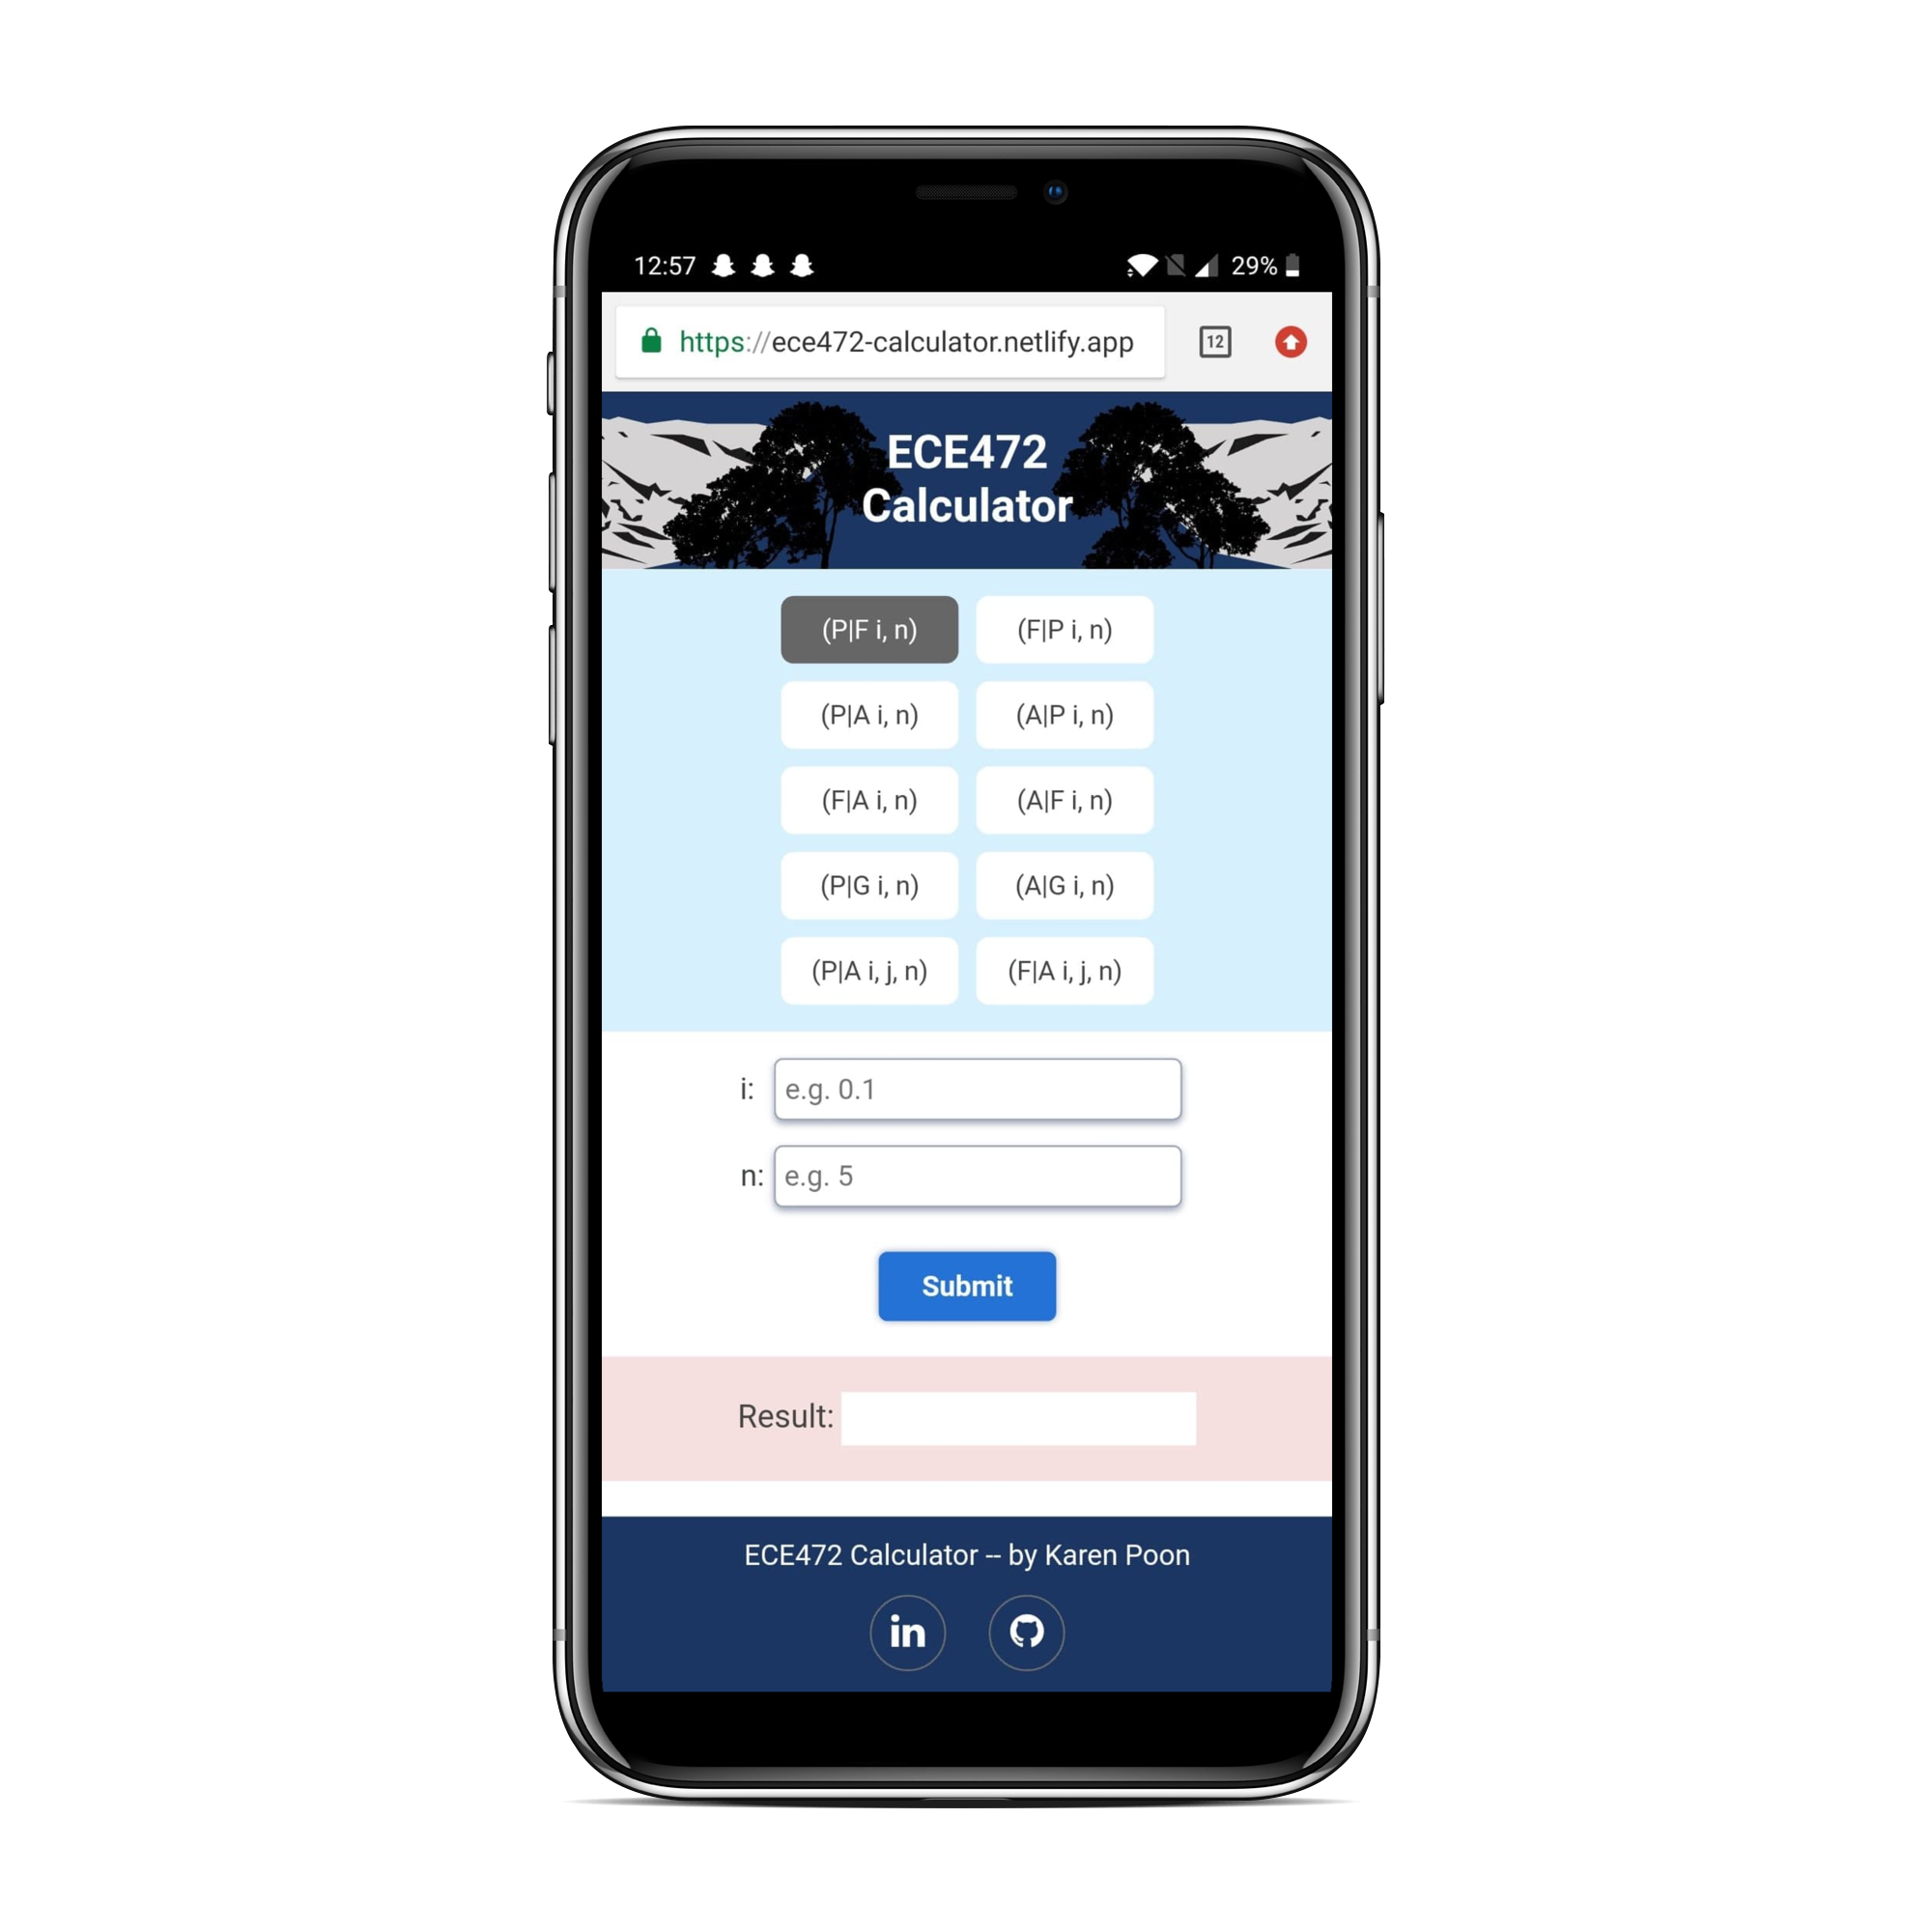 12:57 29%
https://ece472-calculator.netlify.app 12
ECE472
Calculator
(P|F i, n) (F|P i, n)
(P|A i, n) (A|P i, n)
(F|A i, n) (A|F i, n)
(P|G i, n) (A|G i, n)
(P|A i, j, n) (F|A i, j, n)
i: e.g. 0.1
n: e.g. 5
Submit
Result:
ECE472 Calculator -- by Karen Poon
in